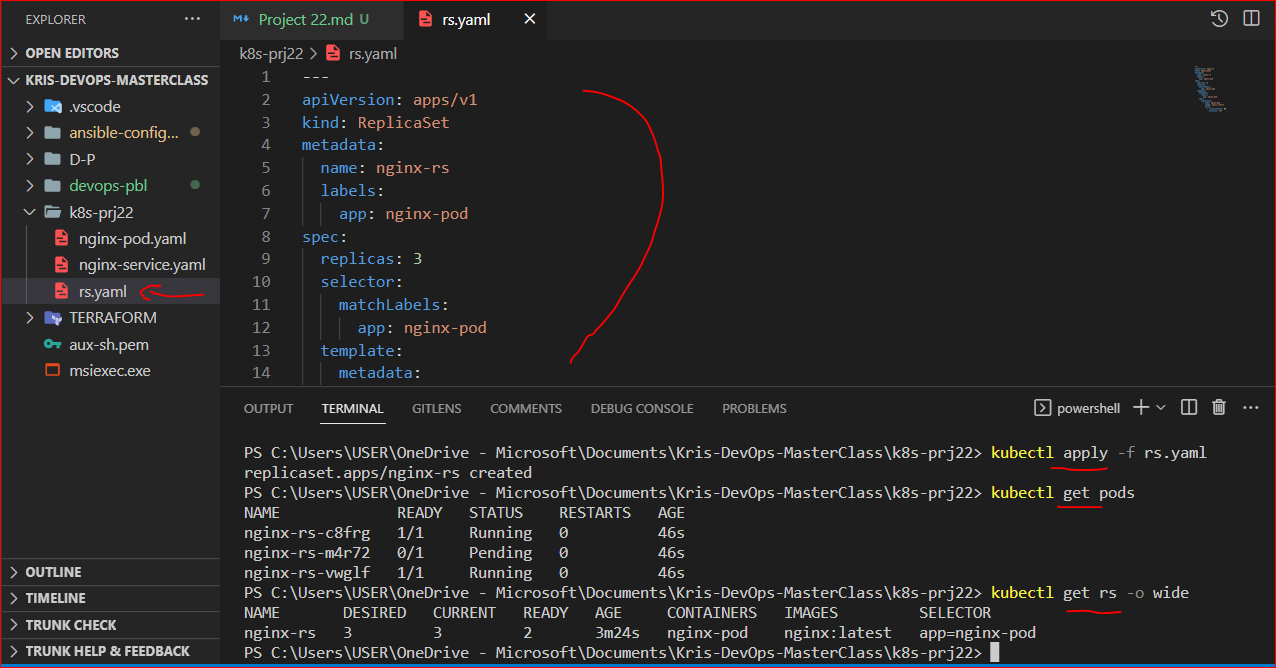 EXPLORER
···
Project 22.md U
rs.yaml
OPEN EDITORS
k8s-prj22 > rs.yaml
KRIS-DEVOPS-MASTERCLASS
.vscode
ansible-config...
D-P
devops-pbl
k8s-prj22
nginx-pod.yaml
nginx-service.yaml
rs.yaml
TERRAFORM
aux-sh.pem
msiexec.exe
OUTLINE
TIMELINE
TRUNK CHECK
TRUNK HELP & FEEDBACK
1 ---
2 apiVersion: apps/v1
3 kind: ReplicaSet
4 metadata:
5 name: nginx-rs
6 labels:
7 app: nginx-pod
8 spec:
9 replicas: 3
10 selector:
11 matchLabels:
12 app: nginx-pod
13 template:
14 metadata:
OUTPUT TERMINAL GITLENS COMMENTS DEBUG CONSOLE PROBLEMS powershell ···
PS C:\Users\USER\OneDrive - Microsoft\Documents\Kris-DevOps-MasterClass\k8s-prj22> kubectl apply -f rs.yaml
replicaset.apps/nginx-rs created
PS C:\Users\USER\OneDrive - Microsoft\Documents\Kris-DevOps-MasterClass\k8s-prj22> kubectl get pods
NAME READY STATUS RESTARTS AGE
nginx-rs-c8frg 1/1 Running 0 46s
nginx-rs-m4r72 0/1 Pending 0 46s
nginx-rs-vwglf 1/1 Running 0 46s
PS C:\Users\USER\OneDrive - Microsoft\Documents\Kris-DevOps-MasterClass\k8s-prj22> kubectl get rs -o wide
NAME DESIRED CURRENT READY AGE CONTAINERS IMAGES SELECTOR
nginx-rs 3 3 2 3m24s nginx-pod nginx:latest app=nginx-pod
PS C:\Users\USER\OneDrive - Microsoft\Documents\Kris-DevOps-MasterClass\k8s-prj22>